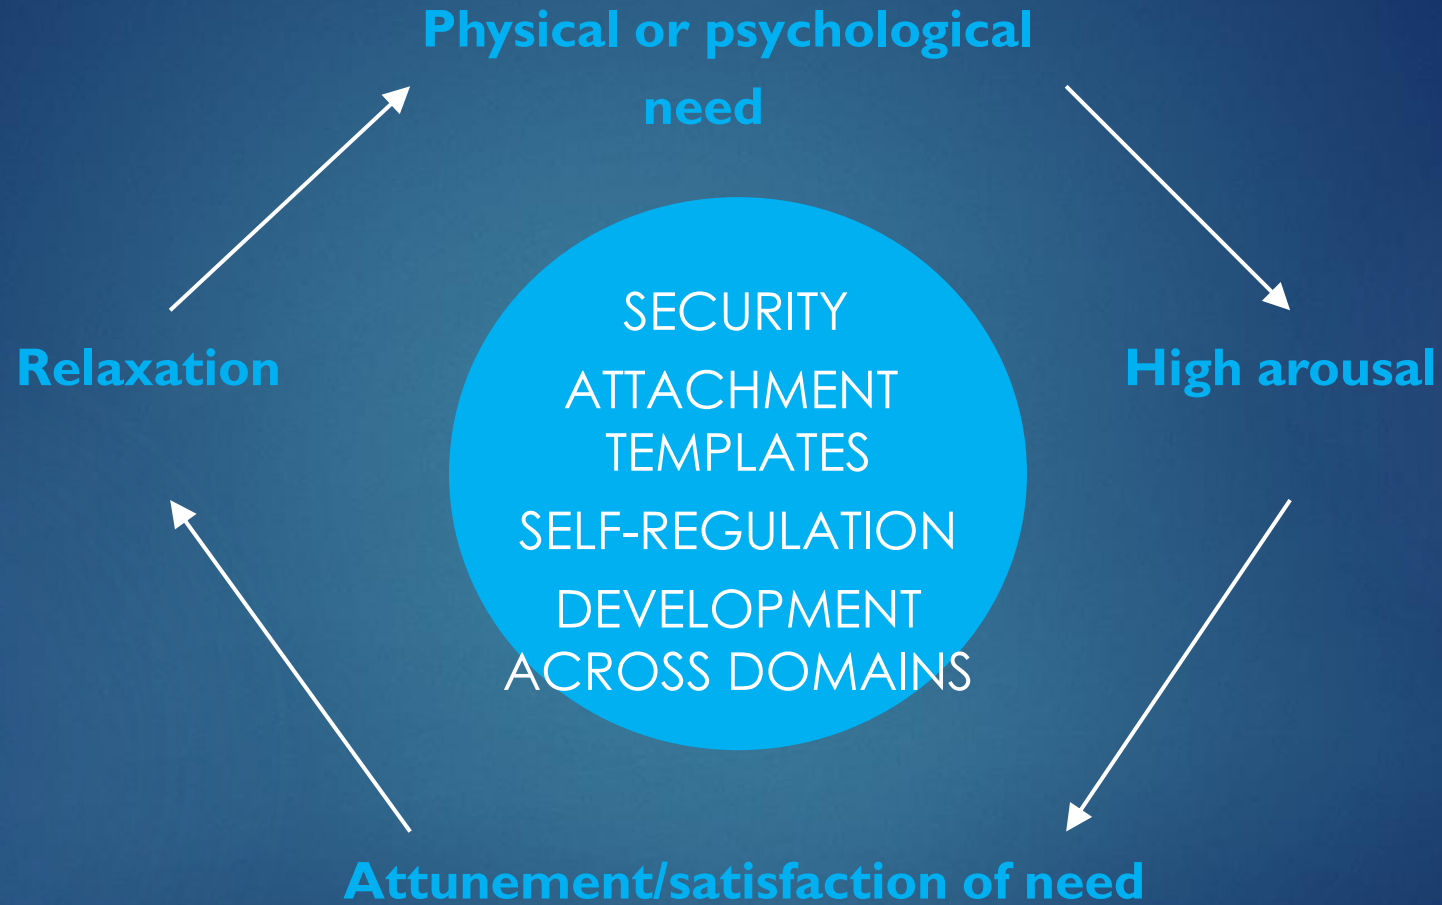 Physical or psychological
need
Relaxation
High arousal
SECURITY
ATTACHMENT
TEMPLATES
SELF-REGULATION
DEVELOPMENT
ACROSS DOMAINS
Attunement/satisfaction of need